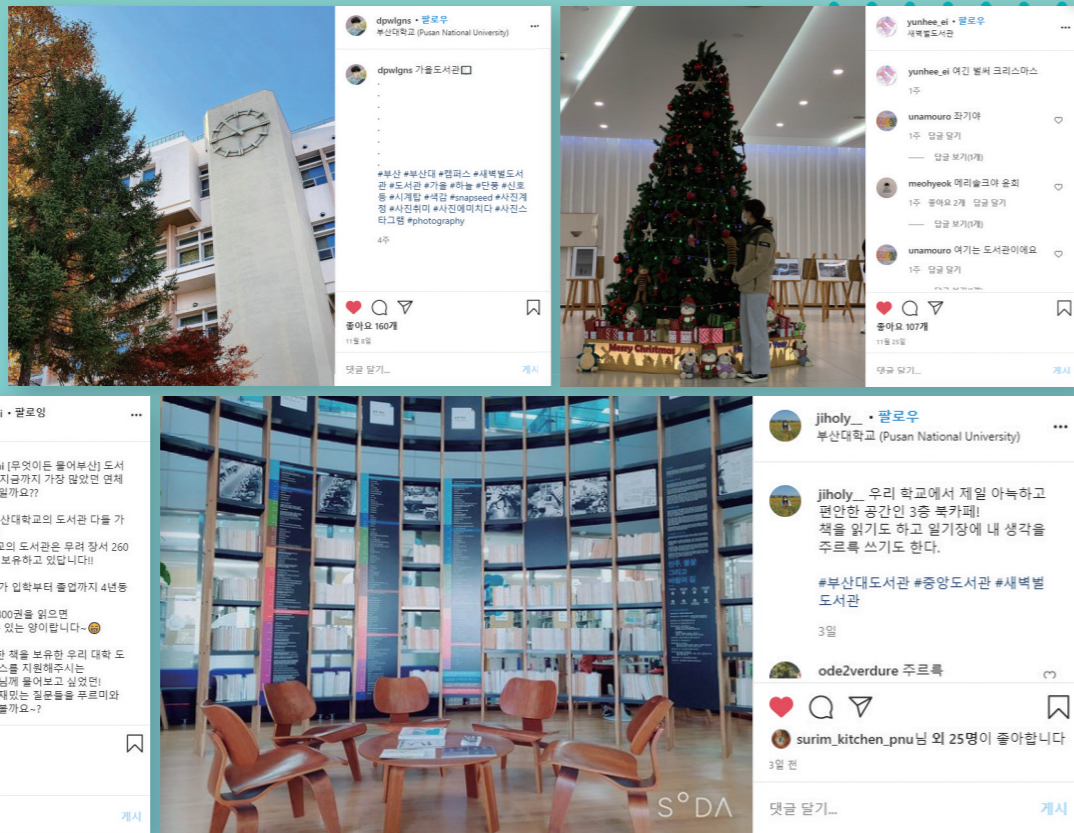 dpwlgns • 팔로우
부산대학교 (Pusan National University)
dpwlgns 가을도서관
#부산 #부산대 #캠퍼스 #새벽벌도서
관 #도서관 #가을 #하늘 #단풍 #신호
등 #시계탑 #색감 #snapseed #사진계
정 #사진취미 #사진에미치다 #사진스
타그램 #photography
4주
좋아요 160개
11월 8일
댓글 달기...
게시
Merry Christmas
yunhee_ei • 팔로우
새벽벌도서관
yunhee_ei 여긴 벌써 크리스마스
1주
unamouro 좌기야
1주 답글 달기
답글 보기(1개)
meohyeok 메리솔크야 윤희
1주 좋아요 2개 답글 달기
답글 보기(1개)
unamouro 여기는 도서관이에요
1주 답글 달기
좋아요 107개
11월 25일
댓글 달기...
게시
i • 팔로잉
[무엇이든 물어부산] 도서
지금까지 가장 많았던 연체
일까요??
산대학교의 도서관 다들 가
교의 도서관은 무려 장서 260
보유하고 있답니다!!
가 입학부터 졸업까지 4년동
00권을 읽으면
있는 양이랍니다~
한 책을 보유한 우리 대학 도
스를 지원해주시는
님께 물어보고 싶었던!
재밌는 질문들을 푸르미와
볼까요~?
게시
SODA
jiholy__ • 팔로우
부산대학교 (Pusan National University)
jiholy__ 우리 학교에서 제일 아늑하고
편안한 공간인 3층 북카페!
책을 읽기도 하고 일기장에 내 생각을
주르륵 쓰기도 한다.
#부산대도서관 #중앙도서관 #새벽벌
도서관
3일
ode2verdure 주르륵
surim_kitchen_pnu님 외 25명이 좋아합니다
3일 전
댓글 달기...
게시